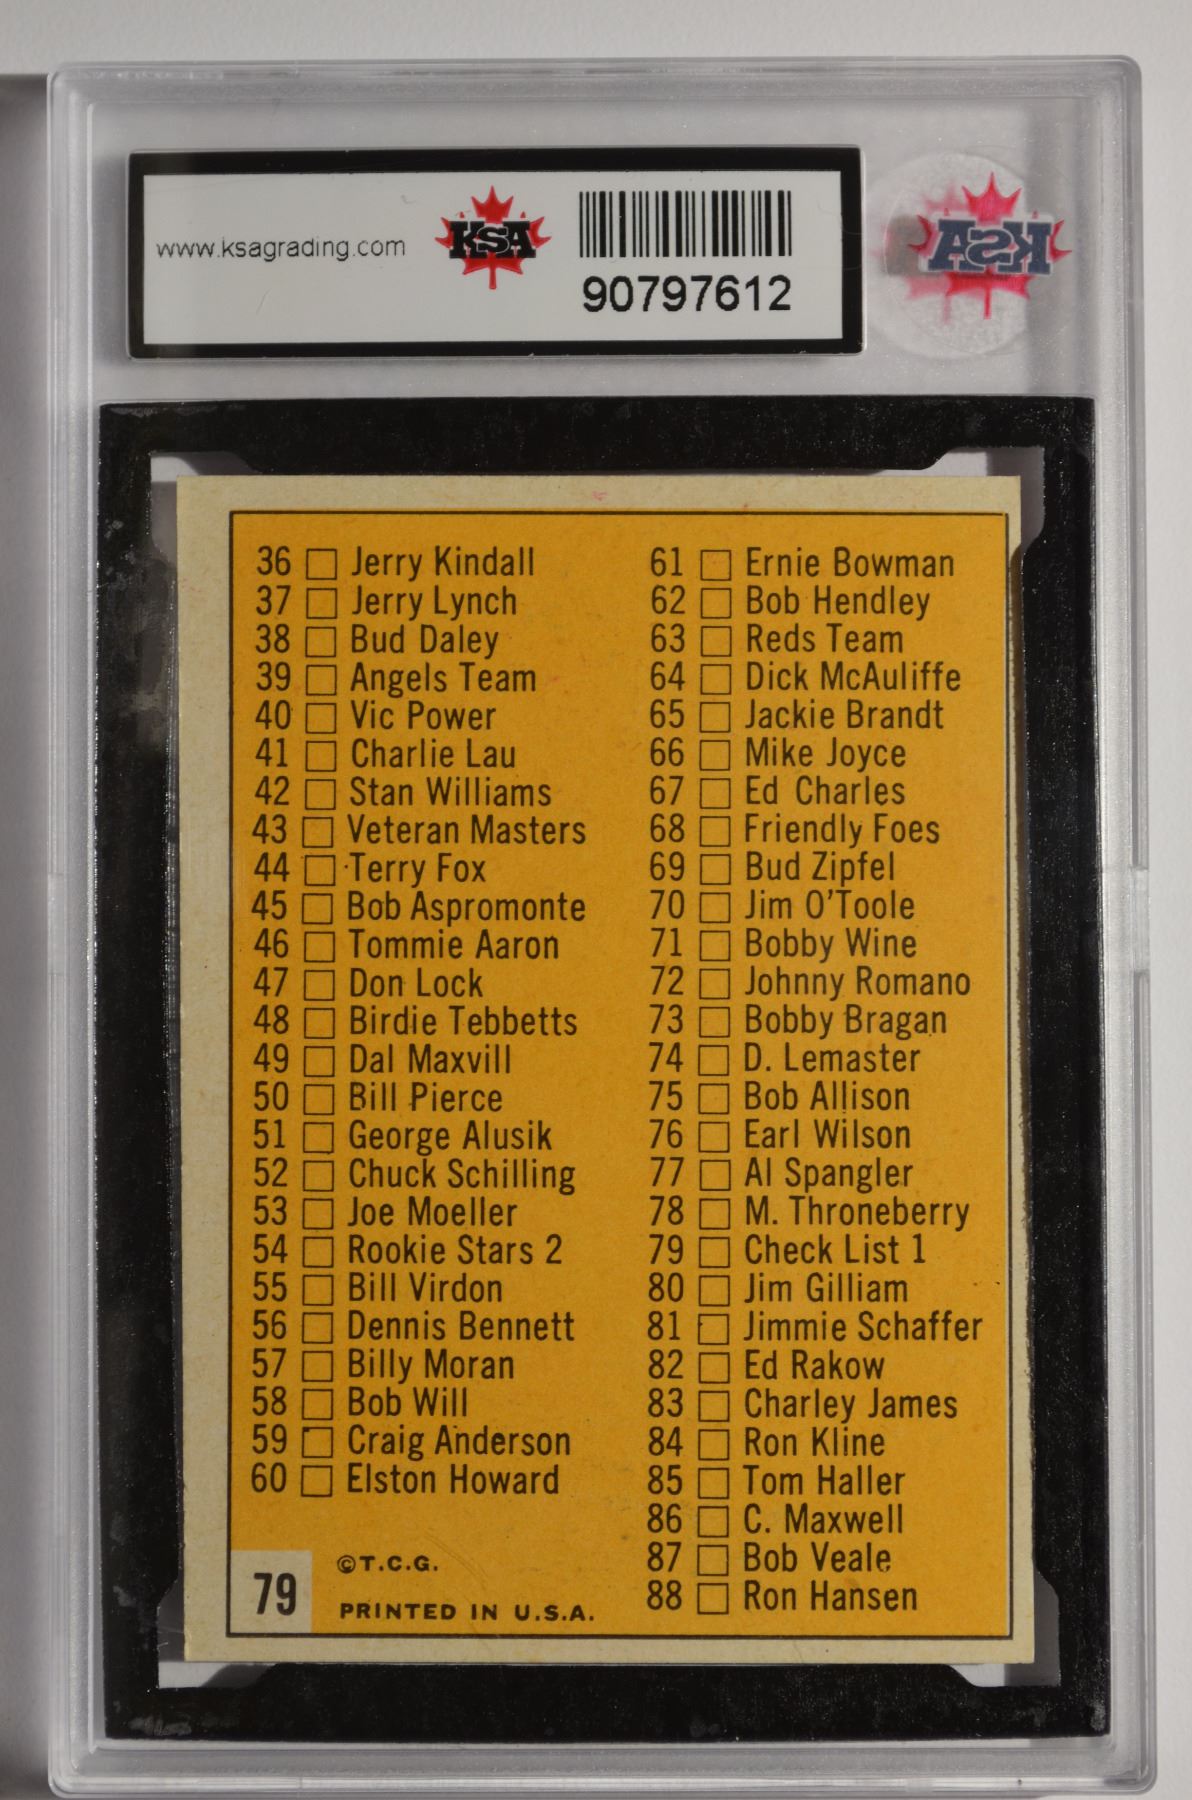 www.ksagrading.com
KSA
90797612
KSA
36 Jerry Kindall
37 Jerry Lynch
38 Bud Daley
39 Angels Team
40 Vic Power
41 Charlie Lau
42 Stan Williams
43 Veteran Masters
44 Terry Fox
45 Bob Aspromonte
46 Tommie Aaron
47 Don Lock
48 Birdie Tebbetts
49 Dal Maxvill
50 Bill Pierce
51 George Alusik
52 Chuck Schilling
53 Joe Moeller
54 Rookie Stars 2
55 Bill Virdon
56 Dennis Bennett
57 Billy Moran
58 Bob Will
59 Craig Anderson
60 Elston Howard
61 Ernie Bowman
62 Bob Hendley
63 Reds Team
64 Dick McAuliffe
65 Jackie Brandt
66 Mike Joyce
67 Ed Charles
68 Friendly Foes
69 Bud Zipfel
70 Jim O'Toole
71 Bobby Wine
72 Johnny Romano
73 Bobby Bragan
74 D. Lemaster
75 Bob Allison
76 Earl Wilson
77 Al Spangler
78 M. Throneberry
79 Check List 1
80 Jim Gilliam
81 Jimmie Schaffer
82 Ed Rakow
83 Charley James
84 Ron Kline
85 Tom Haller
86 C. Maxwell
87 Bob Veale
88 Ron Hansen
79
©T.C.G.
PRINTED IN U.S.A.